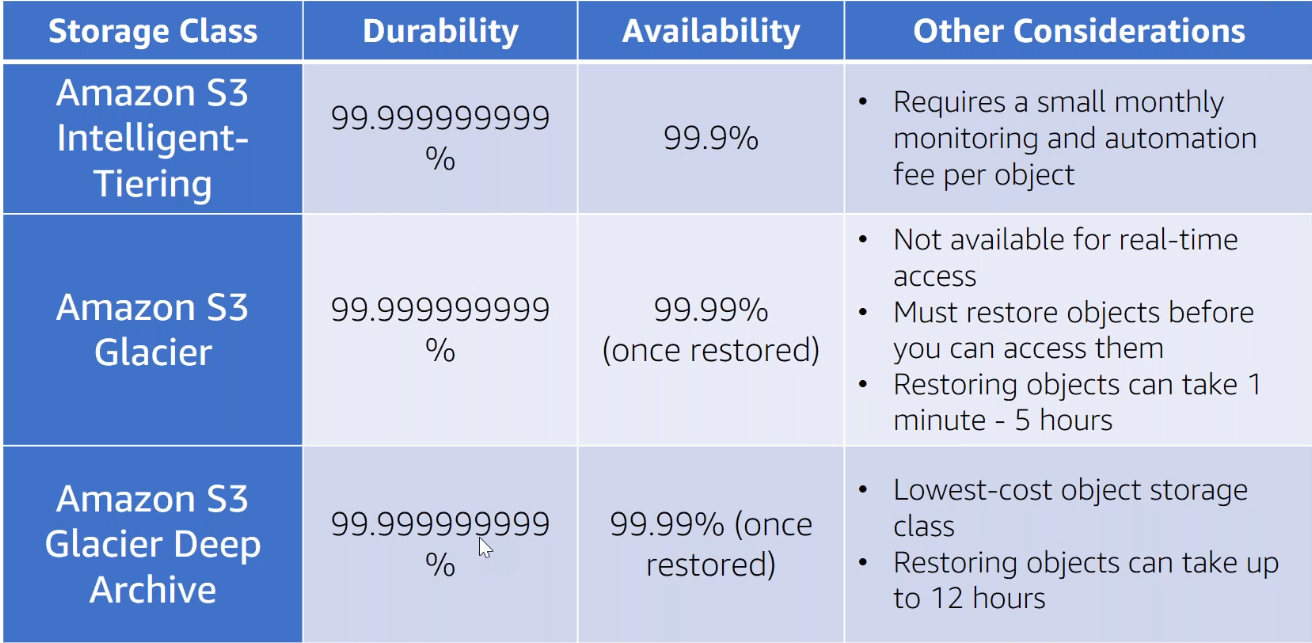 Storage Class Durability Availability Other Considerations
Amazon S3
Intelligent-
Tiering
99.999999999
%
99.9%
• Requires a small monthly
monitoring and automation
fee per object
Amazon S3
Glacier
99.999999999
%
99.99%
(once restored)
• Not available for real-time
access
• Must restore objects before
you can access them
• Restoring objects can take 1
minute - 5 hours
Amazon S3
Glacier Deep
Archive
99.999999999
%
99.99% (once
restored)
• Lowest-cost object storage
class
• Restoring objects can take up
to 12 hours